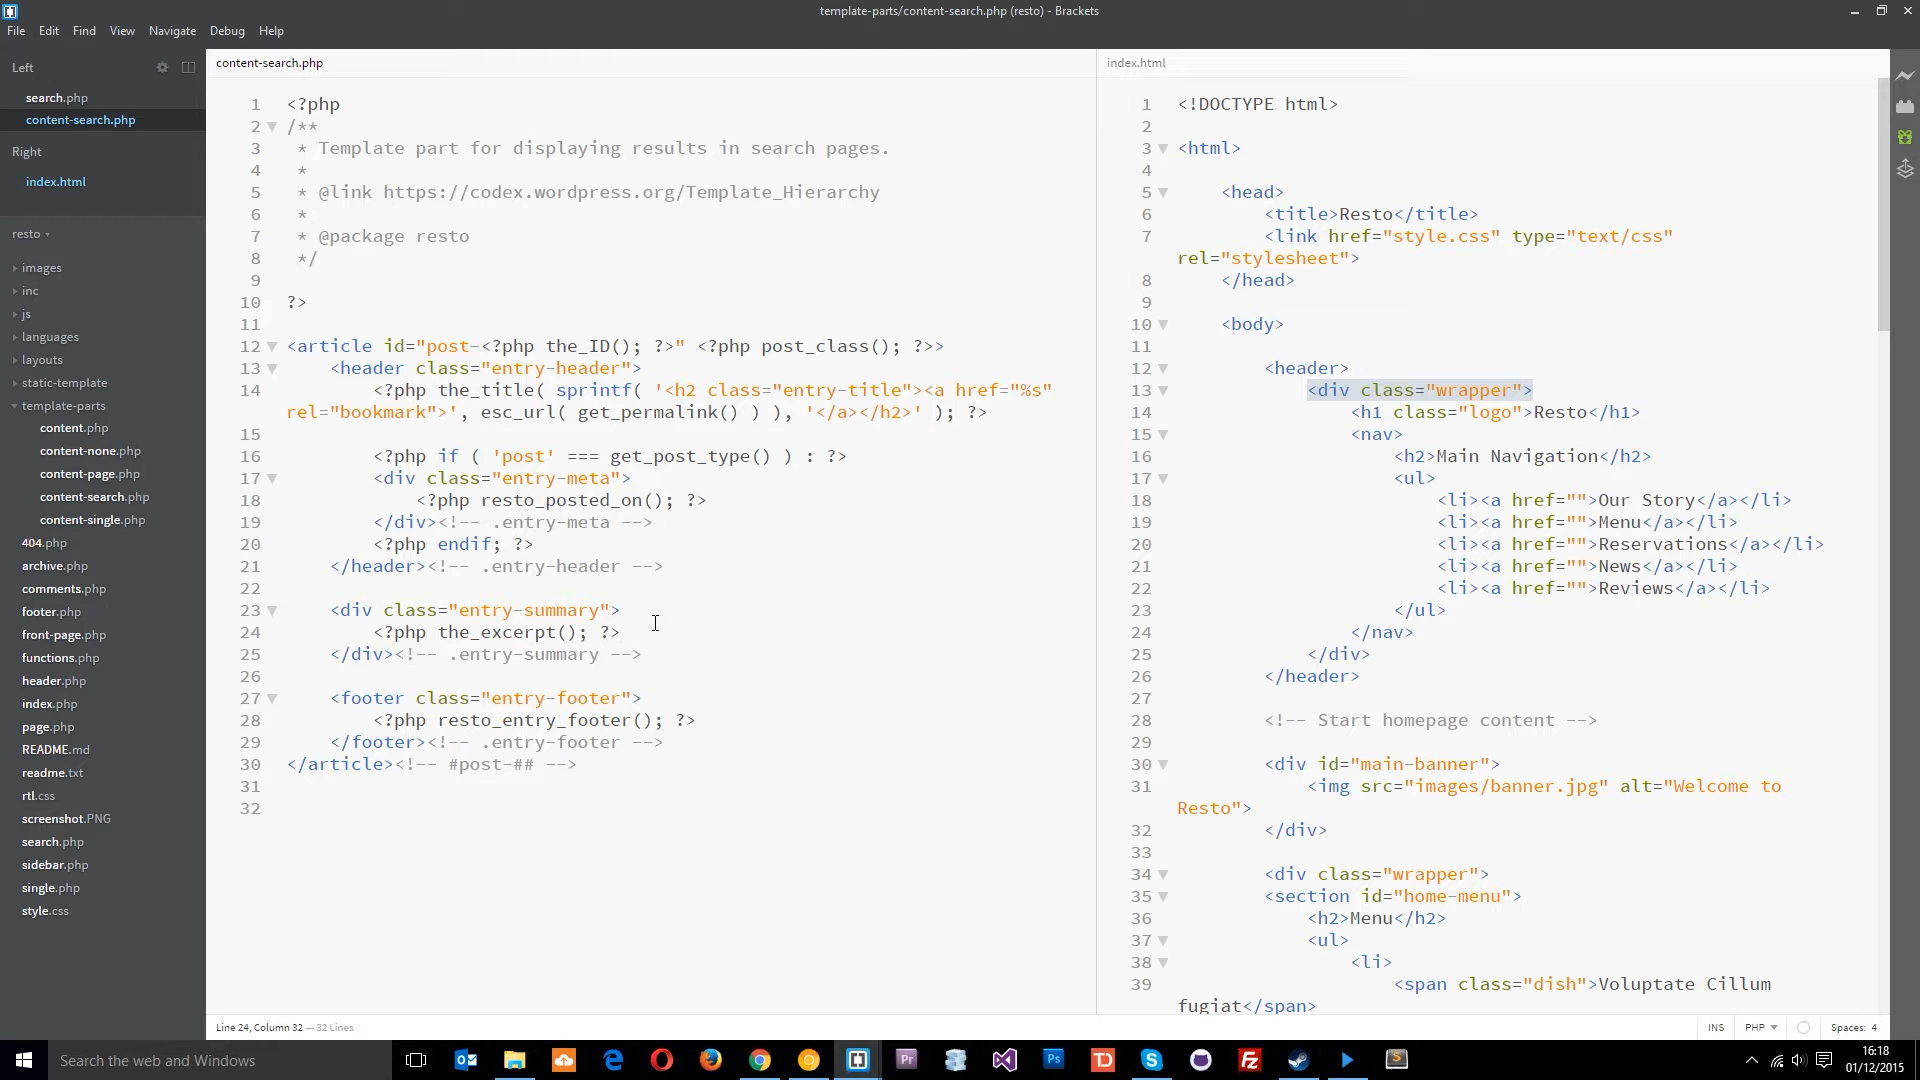 template-parts/content-search.php (resto) - Brackets
File Edit Find View Navigate Debug Help
Left
search.php
content-search.php
Right
index.html
resto
images
inc
js
languages
layouts
static-template
template-parts
content.php
content-none.php
content-page.php
content-search.php
content-single.php
404.php
archive.php
comments.php
footer.php
front-page.php
functions.php
header.php
index.php
page.php
README.md
readme.txt
rtl.css
screenshot.PNG
search.php
sidebar.php
single.php
style.css
content-search.php
1 <?php
2 /**
3 * Template part for displaying results in search pages.
4 *
5 * @link https://codex.wordpress.org/Template_Hierarchy
6 *
7 * @package resto
8 */
9
10 ?>
11
12 <article id="post-<?php the_ID(); ?>" <?php post_class(); ?>>
13 <header class="entry-header">
14 <?php the_title( sprintf( '<h2 class="entry-title"><a href="%s"
rel="bookmark">', esc_url( get_permalink() ) ), '</a></h2>' ); ?>
15
16 <?php if ( 'post' === get_post_type() ) : ?>
17 <div class="entry-meta">
18 <?php resto_posted_on(); ?>
19 </div><!-- .entry-meta -->
20 <?php endif; ?>
21 </header><!-- .entry-header -->
22
23 <div class="entry-summary">
24 <?php the_excerpt(); ?>
25 </div><!-- .entry-summary -->
26
27 <footer class="entry-footer">
28 <?php resto_entry_footer(); ?>
29 </footer><!-- .entry-footer -->
30 </article><!-- #post-## -->
31
32
index.html
1 <!DOCTYPE html>
2
3 <html>
4
5 <head>
6 <title>Resto</title>
7 <link href="style.css" type="text/css"
rel="stylesheet">
8 </head>
9
10 <body>
11
12 <header>
13 <div class="wrapper">
14 <h1 class="logo">Resto</h1>
15 <nav>
16 <h2>Main Navigation</h2>
17 <ul>
18 <li><a href="">Our Story</a></li>
19 <li><a href="">Menu</a></li>
20 <li><a href="">Reservations</a></li>
21 <li><a href="">News</a></li>
22 <li><a href="">Reviews</a></li>
23 </ul>
24 </nav>
25 </div>
26 </header>
27
28 <!-- Start homepage content -->
29
30 <div id="main-banner">
31 <img src="images/banner.jpg" alt="Welcome to
Resto">
32 </div>
33
34 <div class="wrapper">
35 <section id="home-menu">
36 <h2>Menu</h2>
37 <ul>
38 <li>
39 <span class="dish">Voluptate Cillum
fugiat</span>
Line 24, Column 32 — 32 Lines
INS PHP Spaces: 4
Search the web and Windows
16:18
01/12/2015